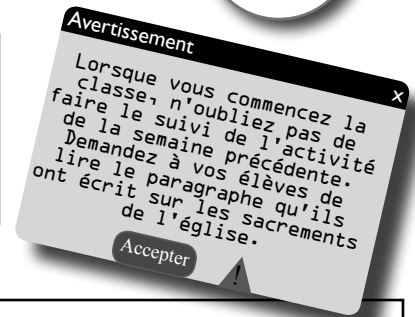 Avertissement
x
Lorsque vous commencez la
classe, n'oubliez pas de
faire le suivi de l'activité
de la semaine précédente.
Demandez à vos élèves de
lire le paragraphe qu'ils
ont écrit sur les sacrements
de l'église.
Accepter
!